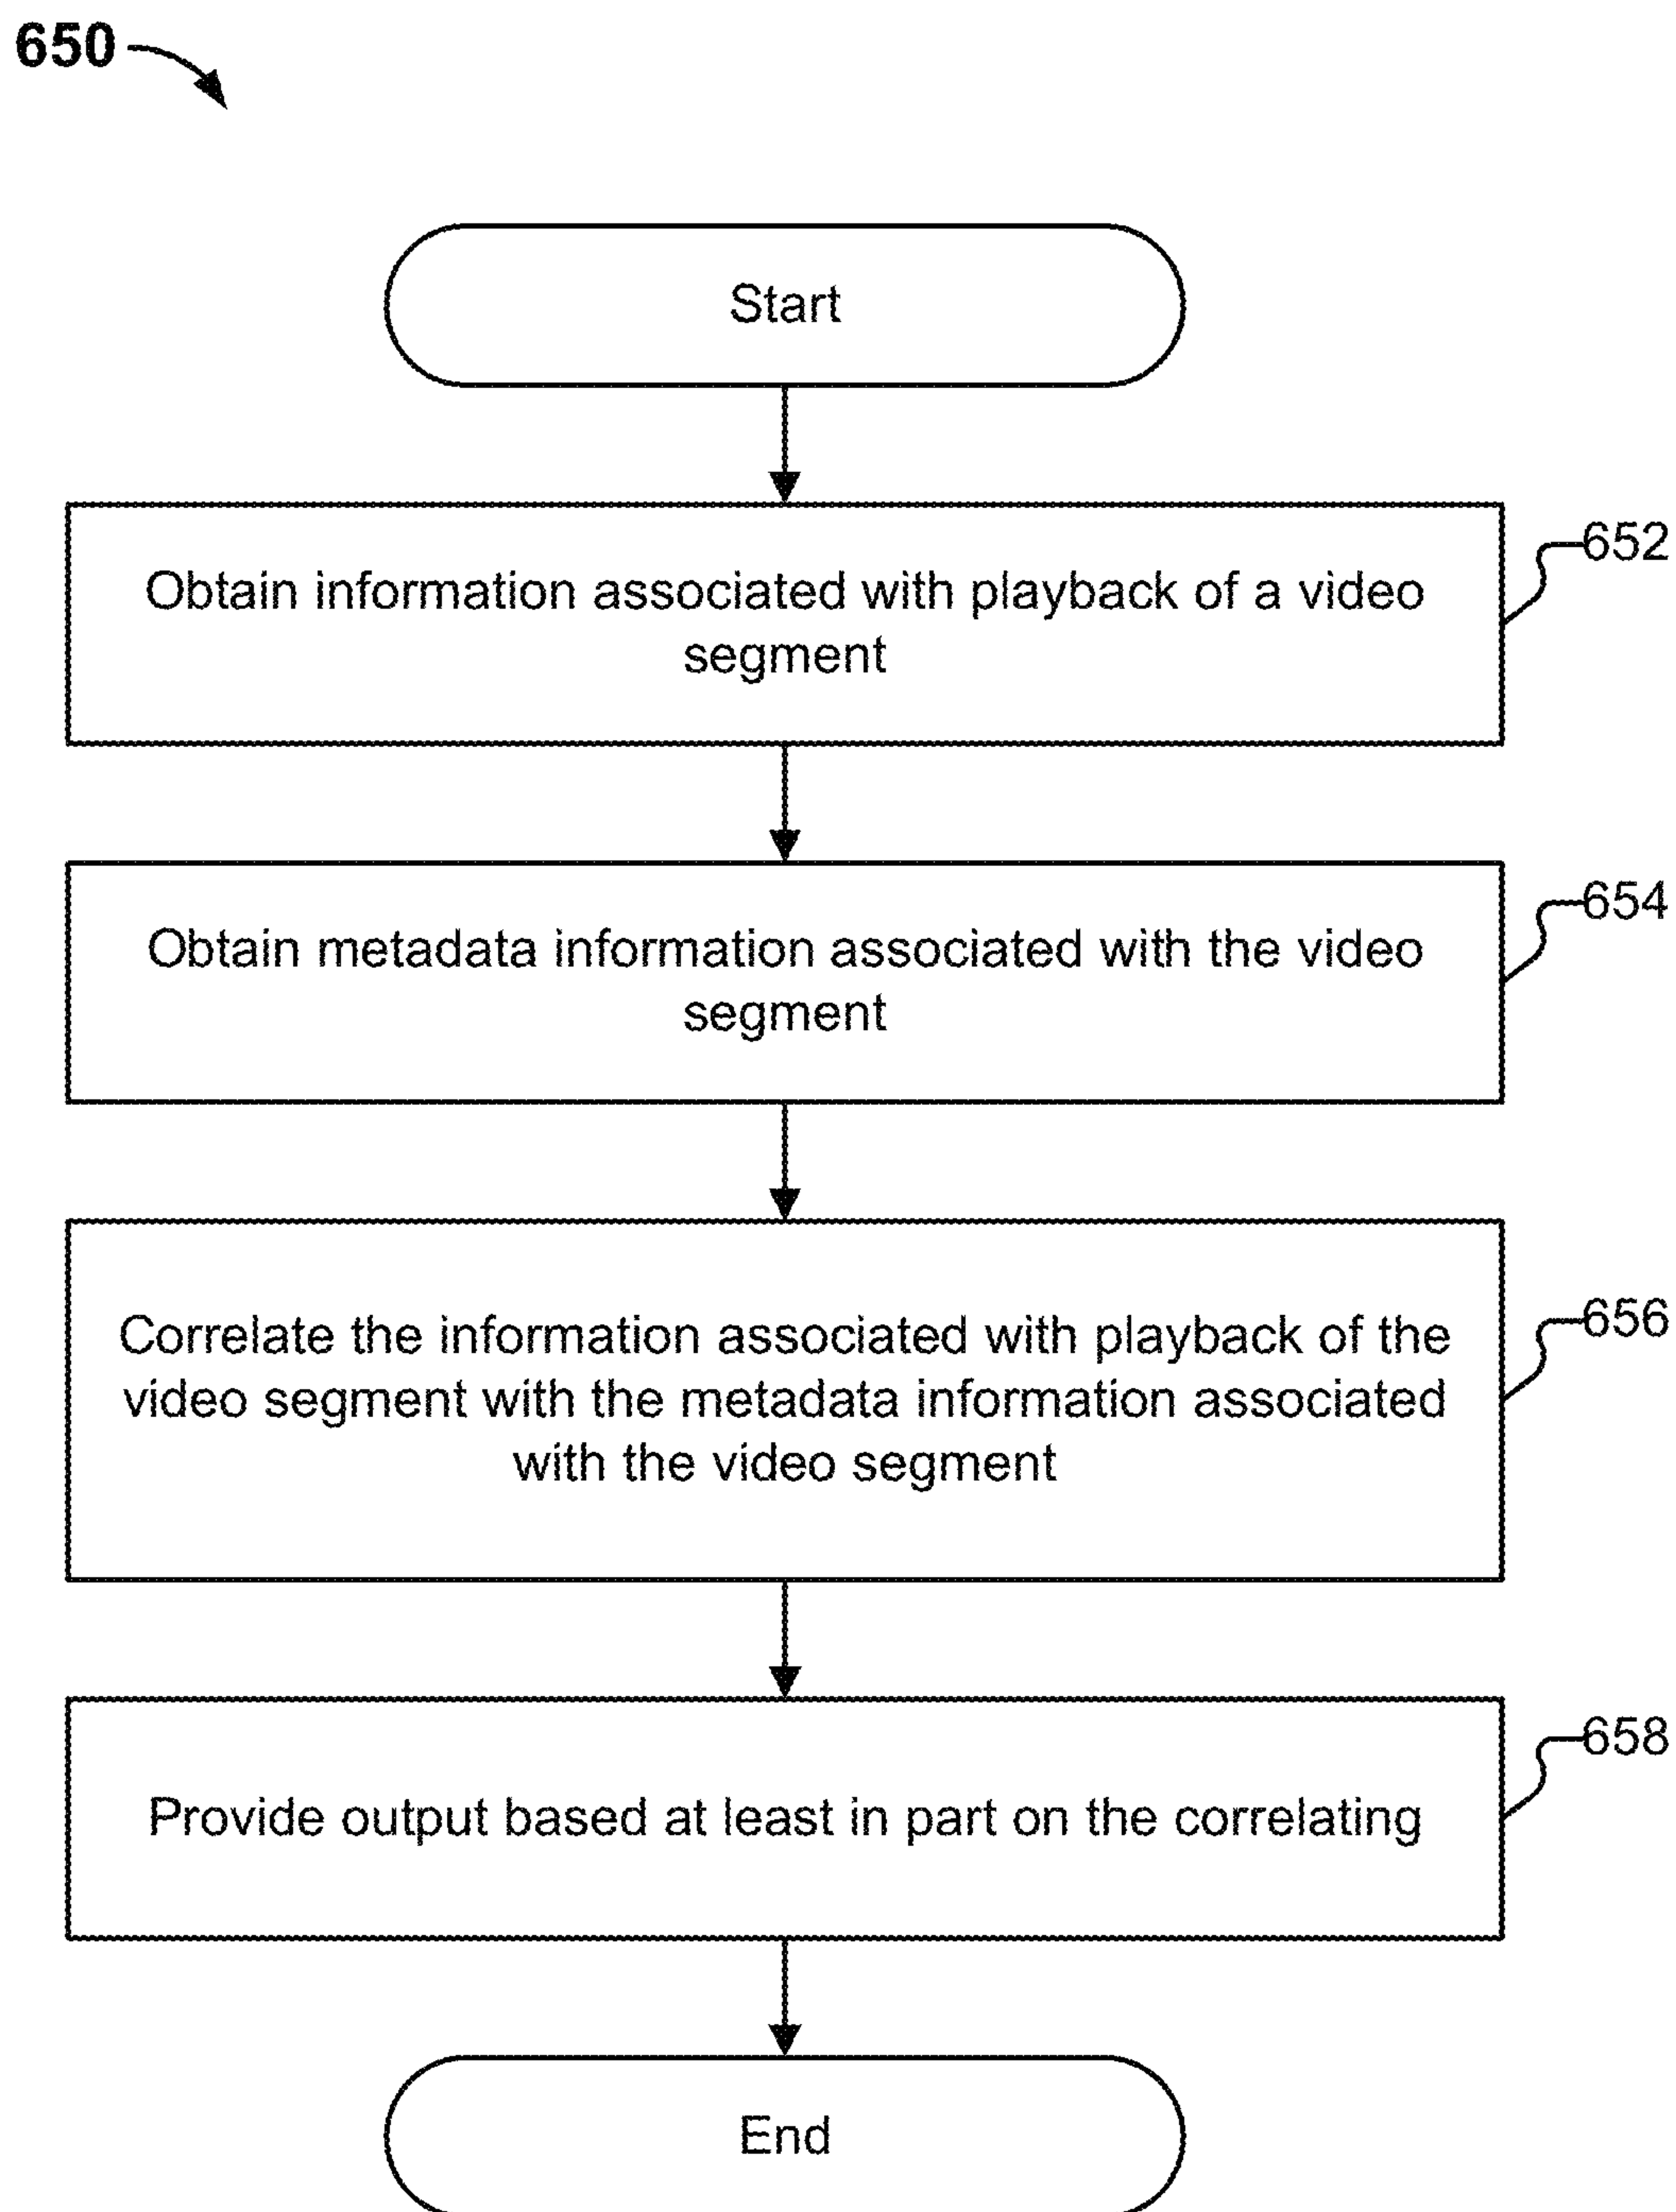 650
Start
Obtain information associated with playback of a video
segment
652
Obtain metadata information associated with the video
segment
654
Correlate the information associated with playback of the
video segment with the metadata information associated
with the video segment
656
Provide output based at least in part on the correlating
658
End